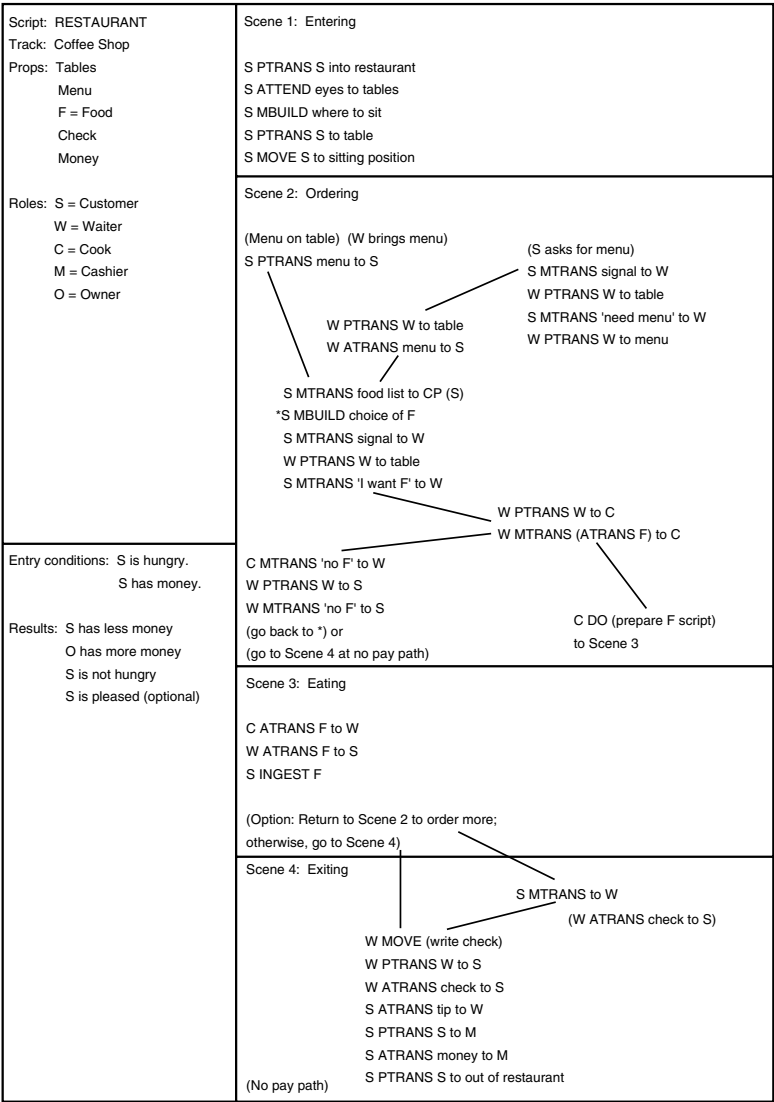 Script: RESTAURANT
Track: Coffee Shop
Props: Tables
Menu
F = Food
Check
Money
Roles: S = Customer
W = Waiter
C = Cook
M = Cashier
O = Owner
Entry conditions: S is hungry.
S has money.
Results: S has less money
O has more money
S is not hungry
S is pleased (optional)
Scene 1: Entering
S PTRANS S into restaurant
S ATTEND eyes to tables
S MBUILD where to sit
S PTRANS S to table
S MOVE S to sitting position
Scene 2: Ordering
(Menu on table) (W brings menu)
S PTRANS menu to S
(S asks for menu)
S MTRANS signal to W
W PTRANS W to table
S MTRANS 'need menu' to W
W PTRANS W to menu
W PTRANS W to table
W ATRANS menu to S
S MTRANS food list to CP (S)
*S MBUILD choice of F
S MTRANS signal to W
W PTRANS W to table
S MTRANS 'I want F' to W
W PTRANS W to C
W MTRANS (ATRANS F) to C
C MTRANS 'no F' to W
W PTRANS W to S
W MTRANS 'no F' to S
(go back to *) or
(go to Scene 4 at no pay path)
C DO (prepare F script)
to Scene 3
Scene 3: Eating
C ATRANS F to W
W ATRANS F to S
S INGEST F
(Option: Return to Scene 2 to order more;
otherwise, go to Scene 4)
Scene 4: Exiting
S MTRANS to W
(W ATRANS check to S)
W MOVE (write check)
W PTRANS W to S
W ATRANS check to S
S ATRANS tip to W
S PTRANS S to M
S ATRANS money to M
(No pay path)
S PTRANS S to out of restaurant